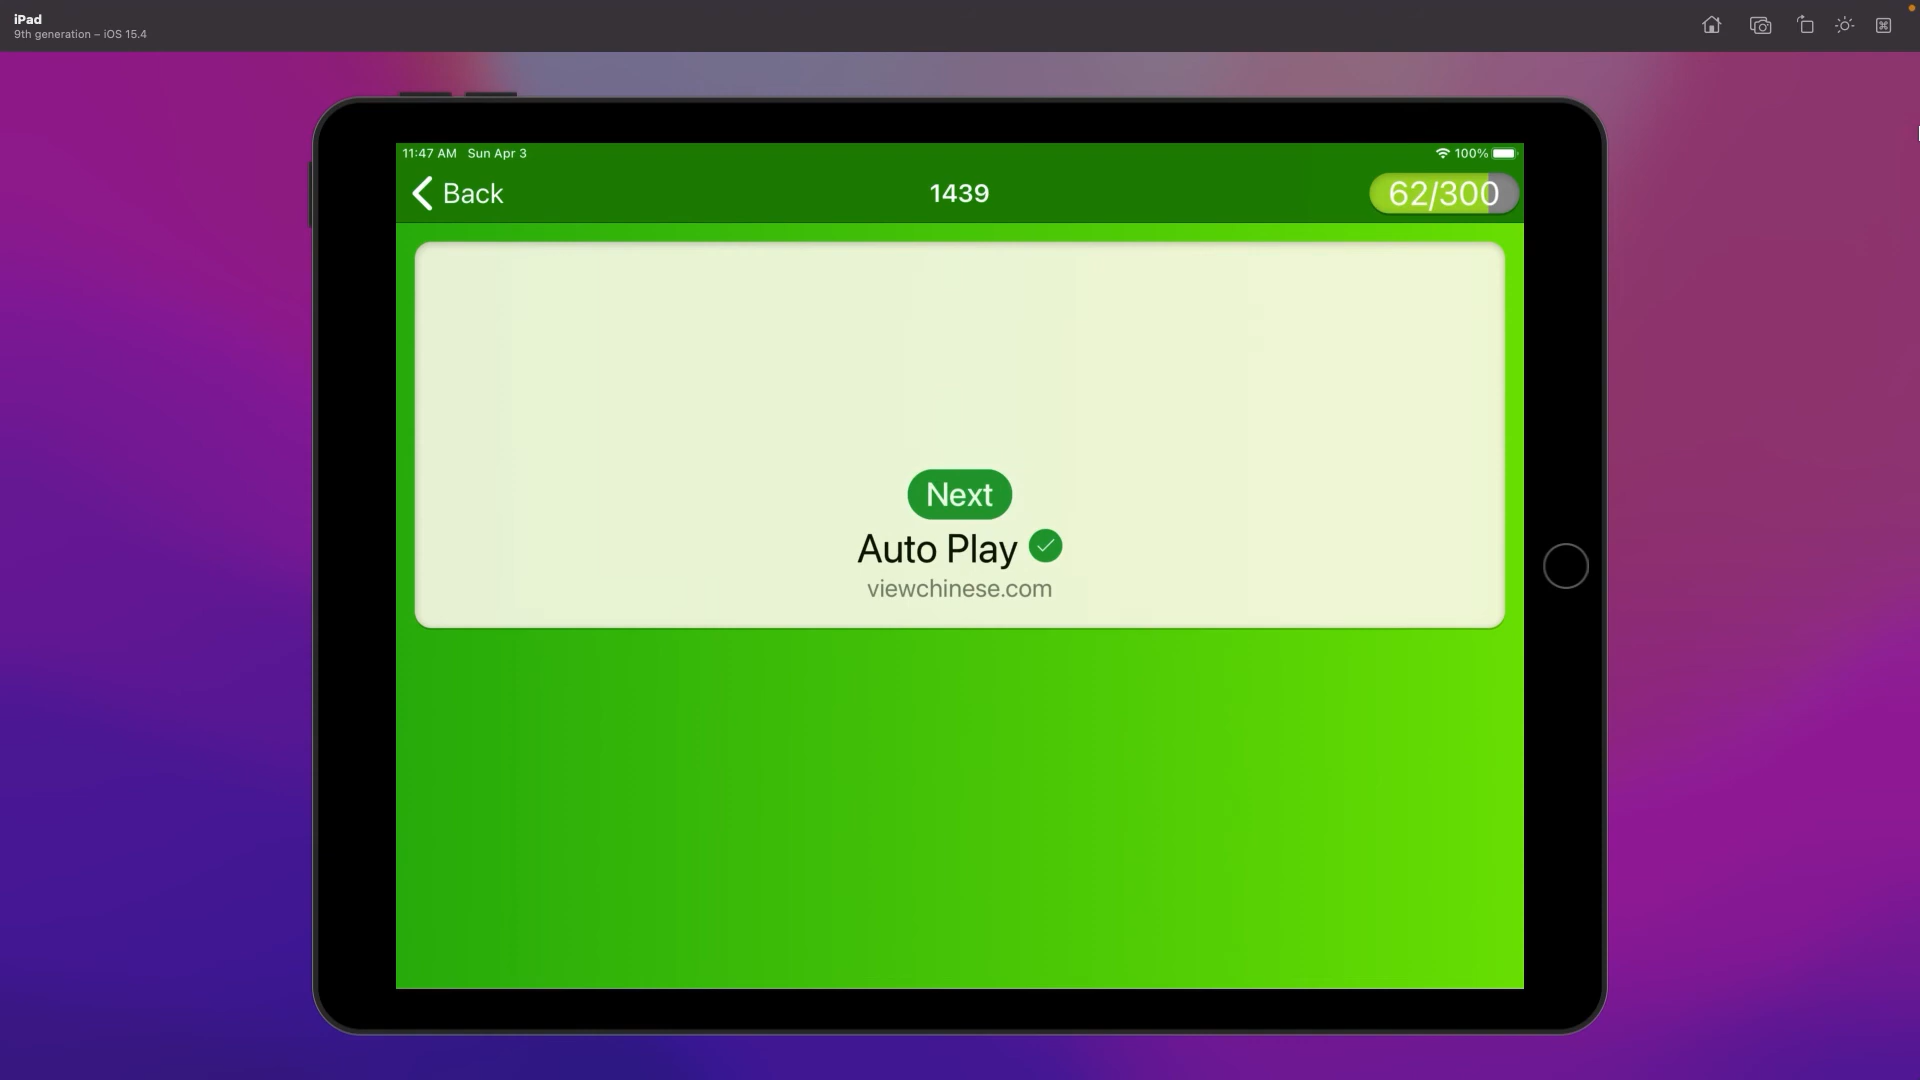 iPad
9th generation – iOS 15.4
11:47 AM Sun Apr 3
100%
Back
1439
62/300
Next
Auto Play
viewchinese.com